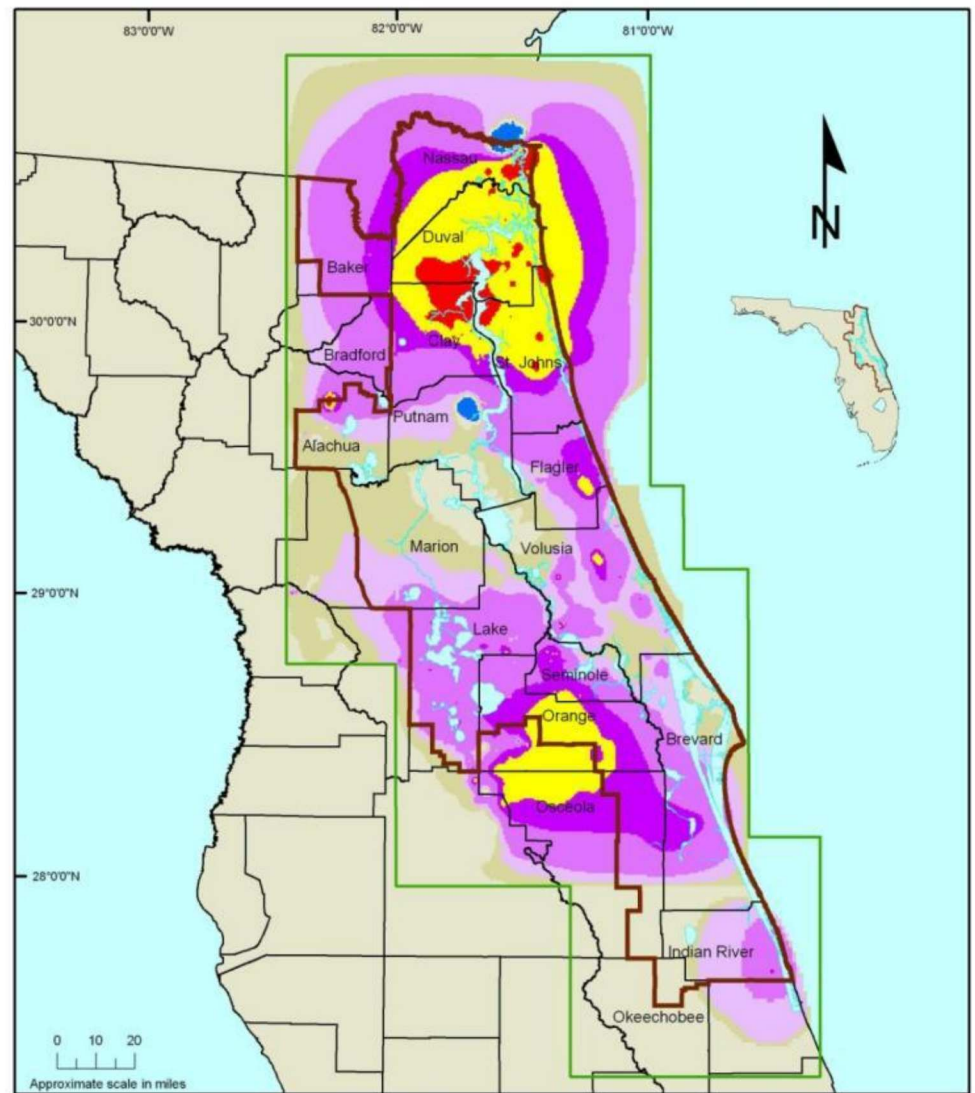 83°0'0"W
82°0'0"W
81°0'0"W
N
Nassau
Duval
Baker
30°0'0"N
Clay
Bradford
St. Johns
Putnam
Alachua
Flagler
Marion
Volusia
29°0'0"N
Lake
Seminole
Orange
Brevard
Osceola
28°0'0"N
Indian River
Okeechobee
0 10 20
Approximate scale in miles